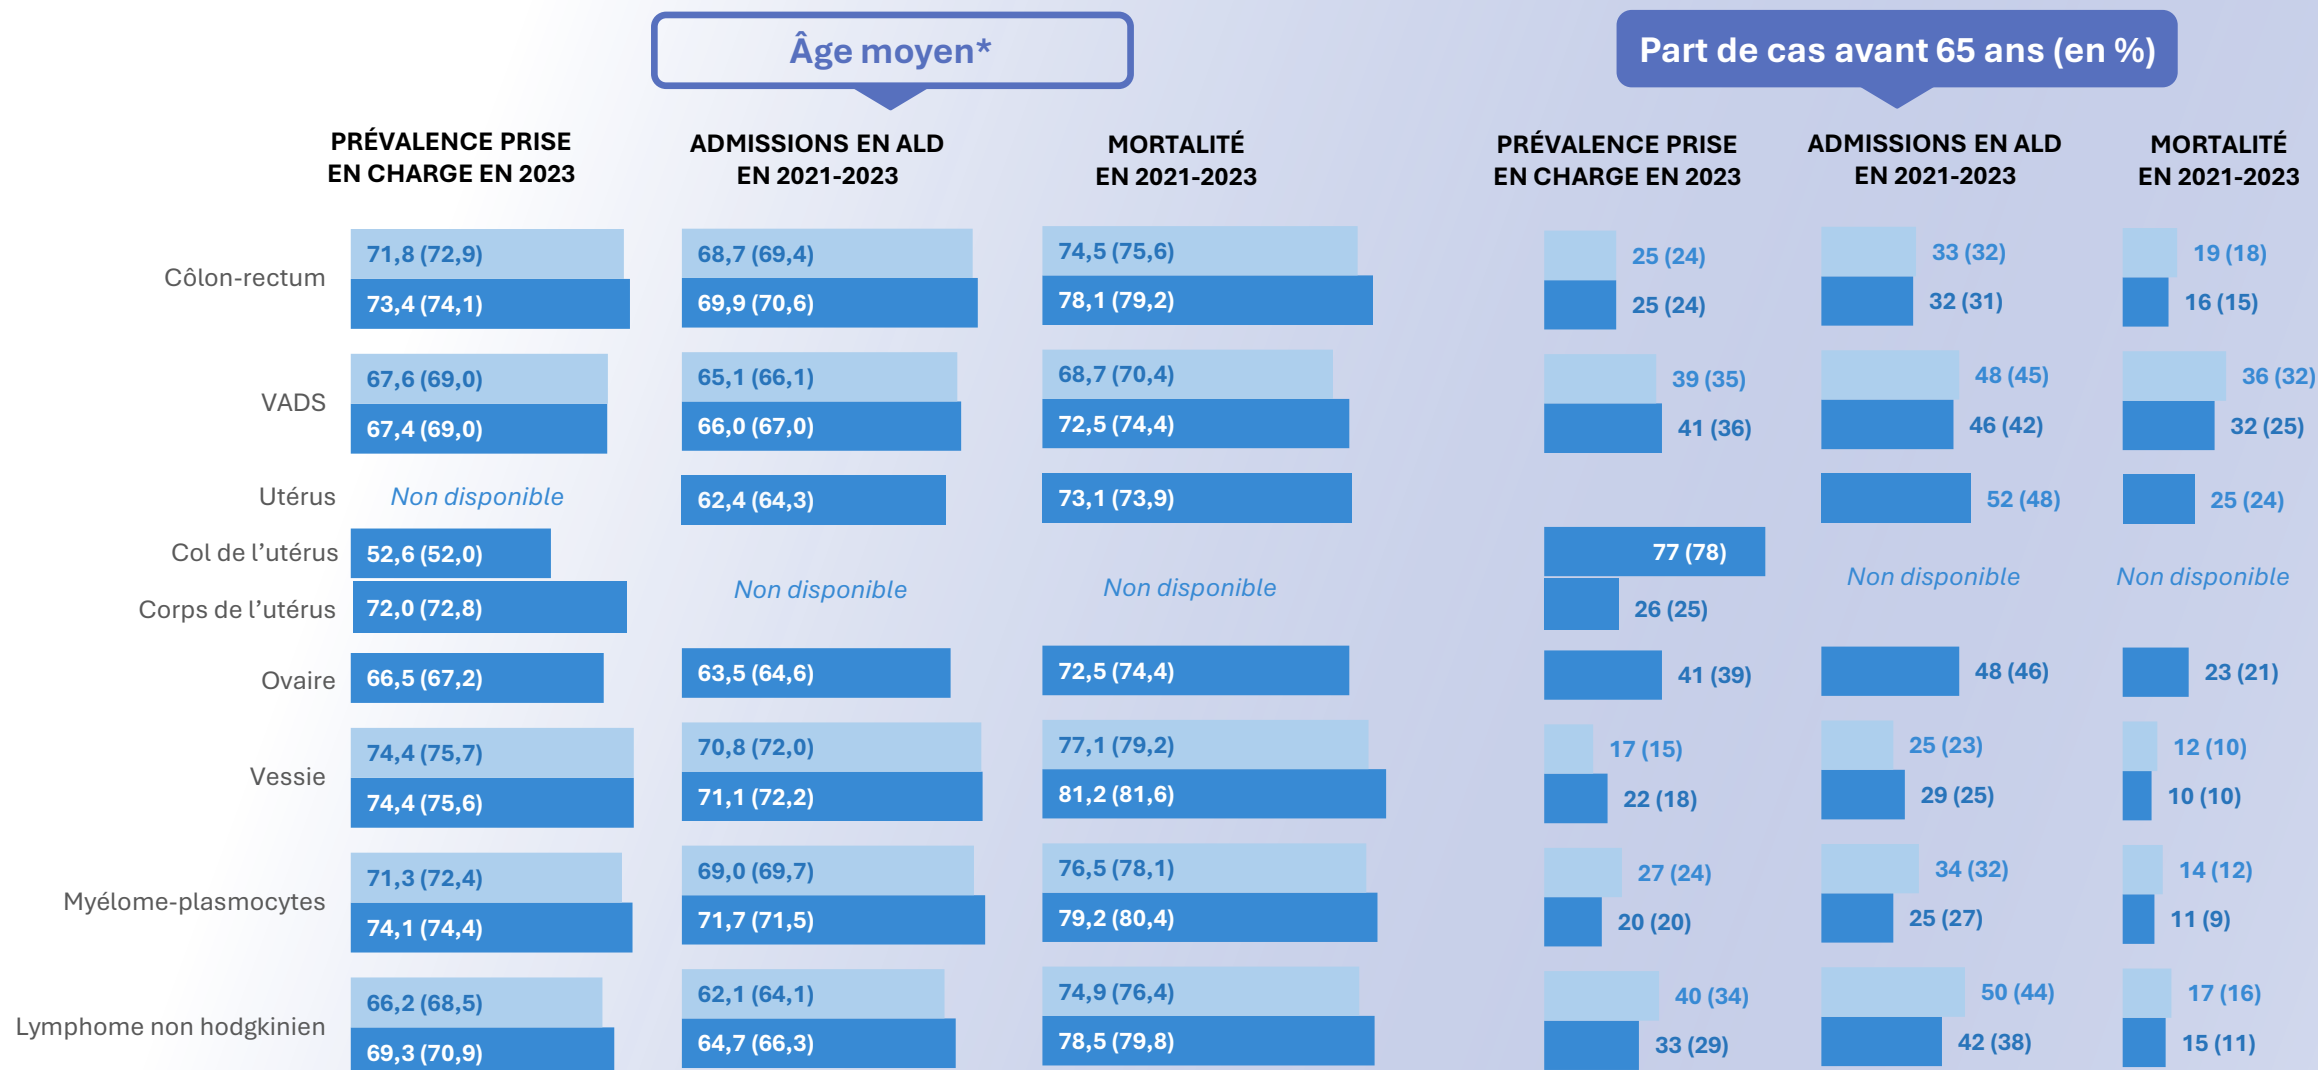 Âge moyen*
Part de cas avant 65 ans (en %)
PRÉVALENCE PRISE
EN CHARGE EN 2023
ADMISSIONS EN ALD
EN 2021-2023
MORTALITÉ
EN 2021-2023
PRÉVALENCE PRISE
EN CHARGE EN 2023
ADMISSIONS EN ALD
EN 2021-2023
MORTALITÉ
EN 2021-2023
Côlon-rectum
71,8 (72,9)
68,7 (69,4)
74,5 (75,6)
25 (24)
33 (32)
19 (18)
73,4 (74,1)
69,9 (70,6)
78,1 (79,2)
25 (24)
32 (31)
16 (15)
VADS
67,6 (69,0)
65,1 (66,1)
68,7 (70,4)
39 (35)
48 (45)
36 (32)
67,4 (69,0)
66,0 (67,0)
72,5 (74,4)
41 (36)
46 (42)
32 (25)
Utérus
Non disponible
62,4 (64,3)
73,1 (73,9)
52 (48)
25 (24)
Col de l'utérus
52,6 (52,0)
77 (78)
Non disponible
Non disponible
Non disponible
Non disponible
Corps de l'utérus
72,0 (72,8)
26 (25)
Ovaire
66,5 (67,2)
63,5 (64,6)
72,5 (74,4)
41 (39)
48 (46)
23 (21)
Vessie
74,4 (75,7)
70,8 (72,0)
77,1 (79,2)
17 (15)
25 (23)
12 (10)
74,4 (75,6)
71,1 (72,2)
81,2 (81,6)
22 (18)
29 (25)
10 (10)
Myélome-plasmocytes
71,3 (72,4)
69,0 (69,7)
76,5 (78,1)
27 (24)
34 (32)
14 (12)
74,1 (74,4)
71,7 (71,5)
79,2 (80,4)
20 (20)
25 (27)
11 (9)
Lymphome non hodgkinien
66,2 (68,5)
62,1 (64,1)
74,9 (76,4)
40 (34)
50 (44)
17 (16)
69,3 (70,9)
64,7 (66,3)
78,5 (79,8)
33 (29)
42 (38)
15 (11)